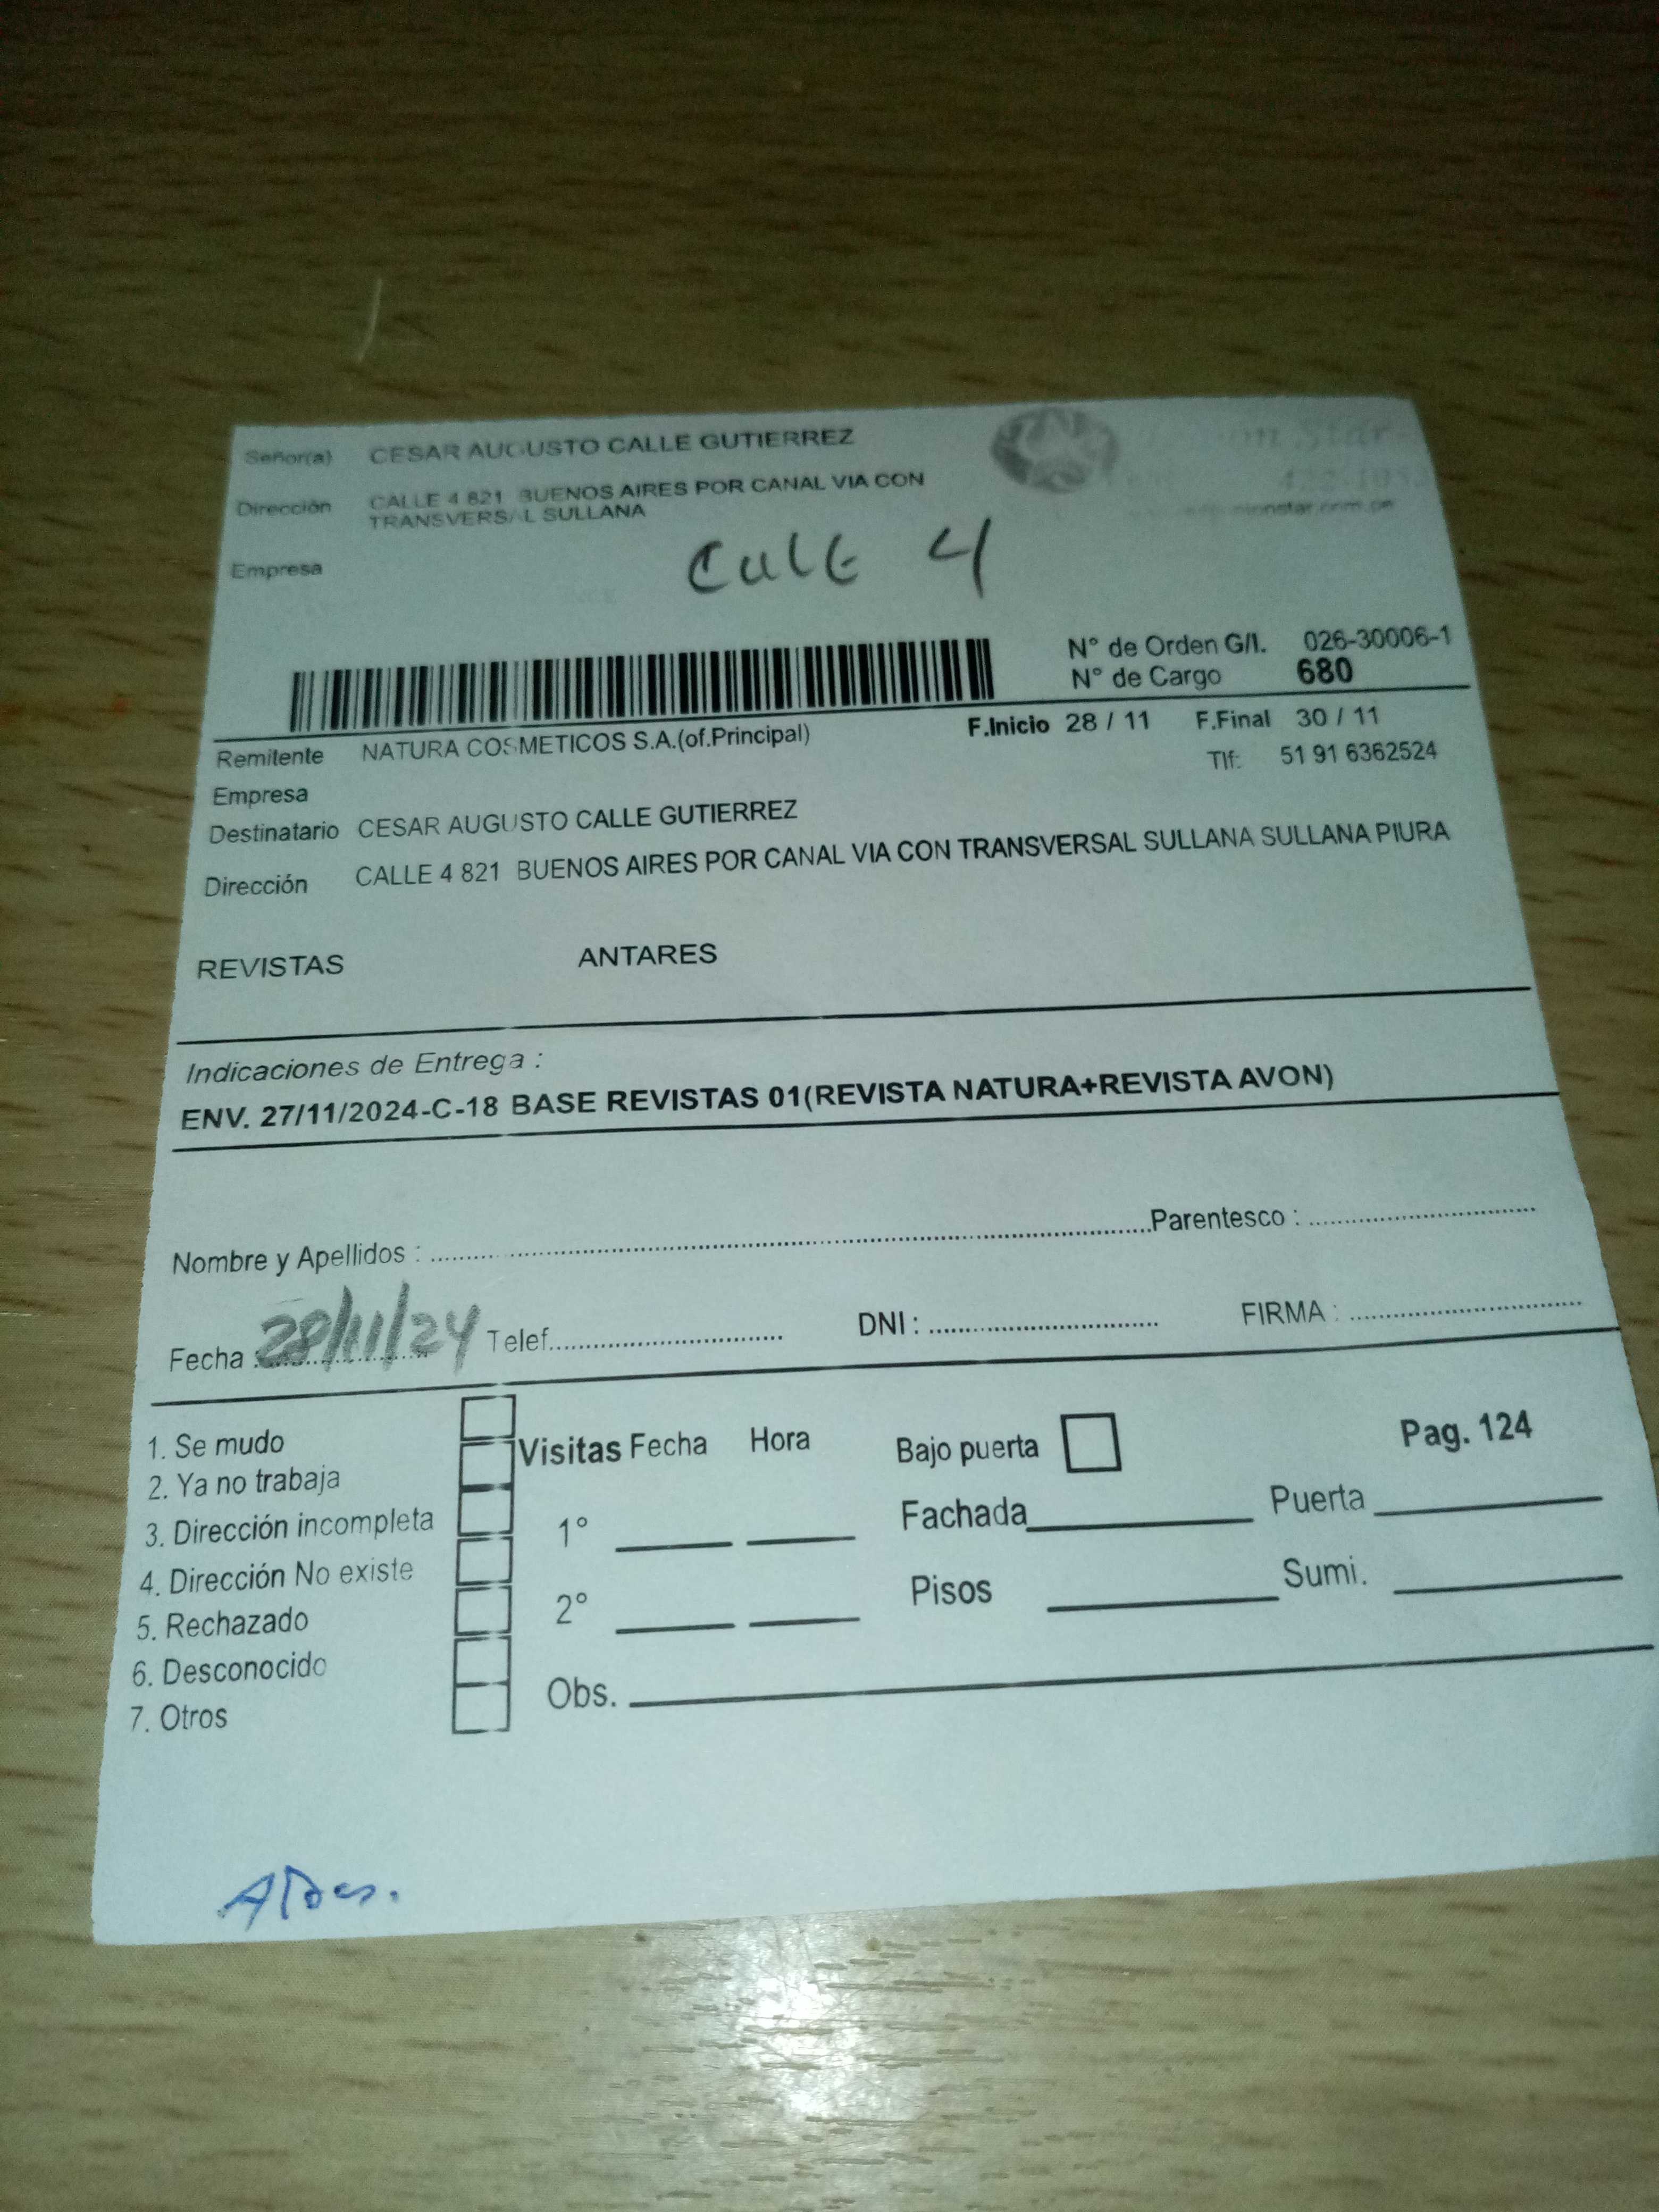 Señor(a) CESAR AUGUSTO CALLE GUTIERREZ
Dirección CALLE 4 821 BUENOS AIRES POR CANAL VIA CON
TRANSVERSAL SULLANA
Empresa
Calle 4
N° de Orden G/I. 026-30006-1
N° de Cargo 680
Remitente NATURA COSMETICOS S.A.(of.Principal) F.Inicio 28 / 11 F.Final 30 / 11
Tlf: 51 91 6362524
Empresa
Destinatario CESAR AUGUSTO CALLE GUTIERREZ
Dirección CALLE 4 821 BUENOS AIRES POR CANAL VIA CON TRANSVERSAL SULLANA SULLANA PIURA
REVISTAS ANTARES
Indicaciones de Entrega :
ENV. 27/11/2024-C-18 BASE REVISTAS 01(REVISTA NATURA+REVISTA AVON)
Nombre y Apellidos : Parentesco :
Fecha : 28/11/24 Telef. DNI : FIRMA :
1. Se mudo
2. Ya no trabaja
3. Dirección incompleta
4. Dirección No existe
5. Rechazado
6. Desconocido
7. Otros
Visitas Fecha Hora
1°
2°
Obs.
Bajo puerta
Pag. 124
Fachada Puerta
Pisos Sumi.